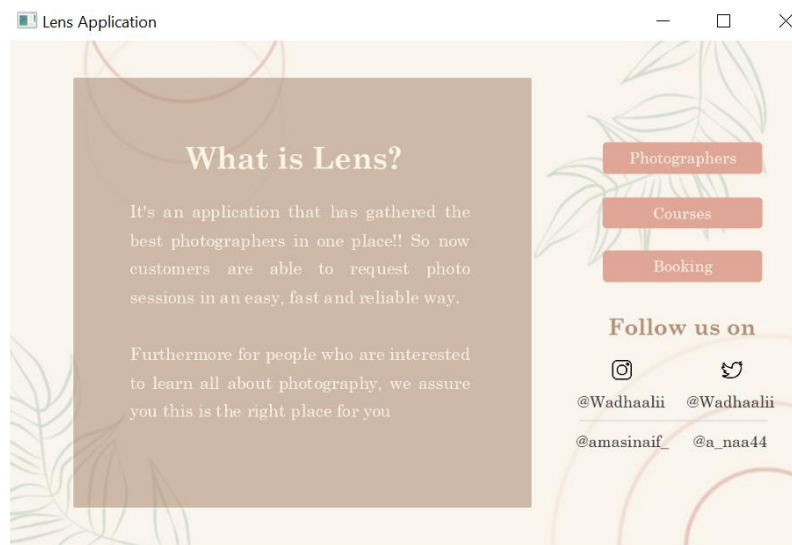 Lens Application
What is Lens?
It's an application that has gathered the
best photographers in one place!! So now
customers are able to request photo
sessions in an easy, fast and reliable way.
Furthermore for people who are interested
to learn all about photography, we assure
you this is the right place for you
Photographers
Courses
Booking
Follow us on
@Wadhaalii @Wadhaalii
@amasinaif_ @a_naa44